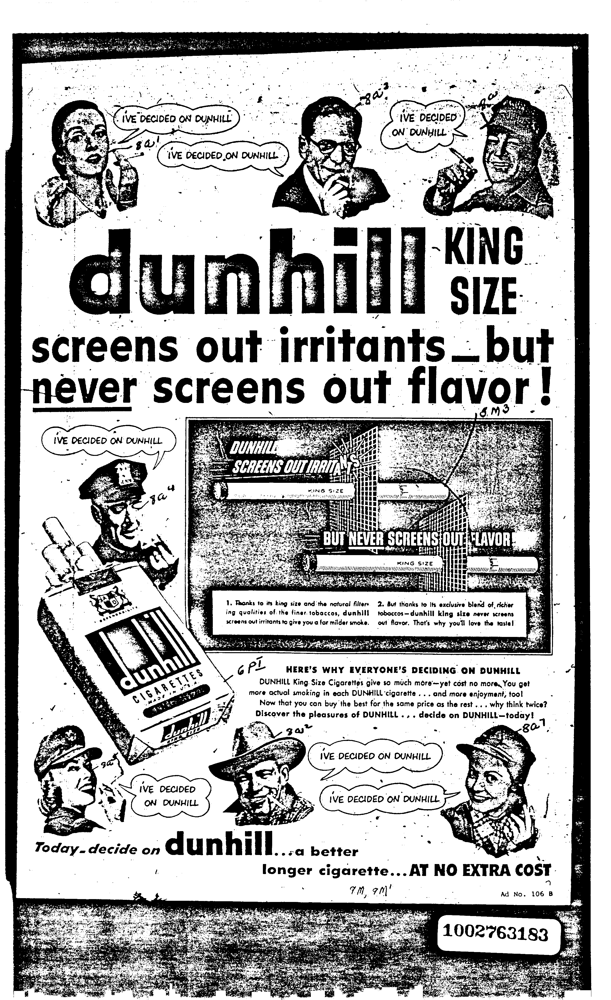 I'VE DECIDED ON DUNHILL
I'VE DECIDED ON DUNHILL
I'VE DECIDED
ON DUNHILL
8a'
8a³
dunhill KING
SIZE
screens out irritants—but
never screens out flavor!
8M3
I'VE DECIDED ON DUNHILL
8a4
DUNHILL
SCREENS OUT IRRITANTS
KING SIZE
BUT NEVER SCREENS OUT FLAVOR!
KING SIZE
1. Thanks to its king size and the natural filter-
ing qualities of the finer tobaccos, dunhill
screens out irritants to give you a far milder smoke.
2. But thanks to its exclusive blend of richer
tobaccos—dunhill king size never screens
out flavor. That's why you'll love the taste!
dunhill
CIGARETTES
dunhill
6PI
HERE'S WHY EVERYONE'S DECIDING ON DUNHILL
DUNHILL King Size Cigarettes give so much more—yet cost no more. You get
more actual smoking in each DUNHILL cigarette . . . and more enjoyment, too!
Now that you can buy the best for the same price as the rest . . . why think twice?
Discover the pleasures of DUNHILL . . . decide on DUNHILL—today!
8a²
8a7
I'VE DECIDED
ON DUNHILL
I'VE DECIDED ON DUNHILL
I'VE DECIDED ON DUNHILL
Today—decide on dunhill...a better
longer cigarette...AT NO EXTRA COST
9M, 9M'
Ad No. 106 B
1002763183